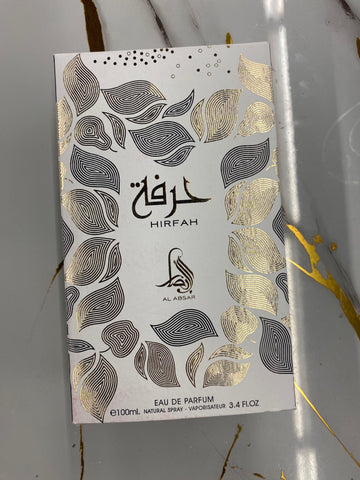 حرفة
HIRFAH
AL ABSAR
EAU DE PARFUM
℮100ml. NATURAL SPRAY - VAPORISATEUR 3.4 FL.OZ